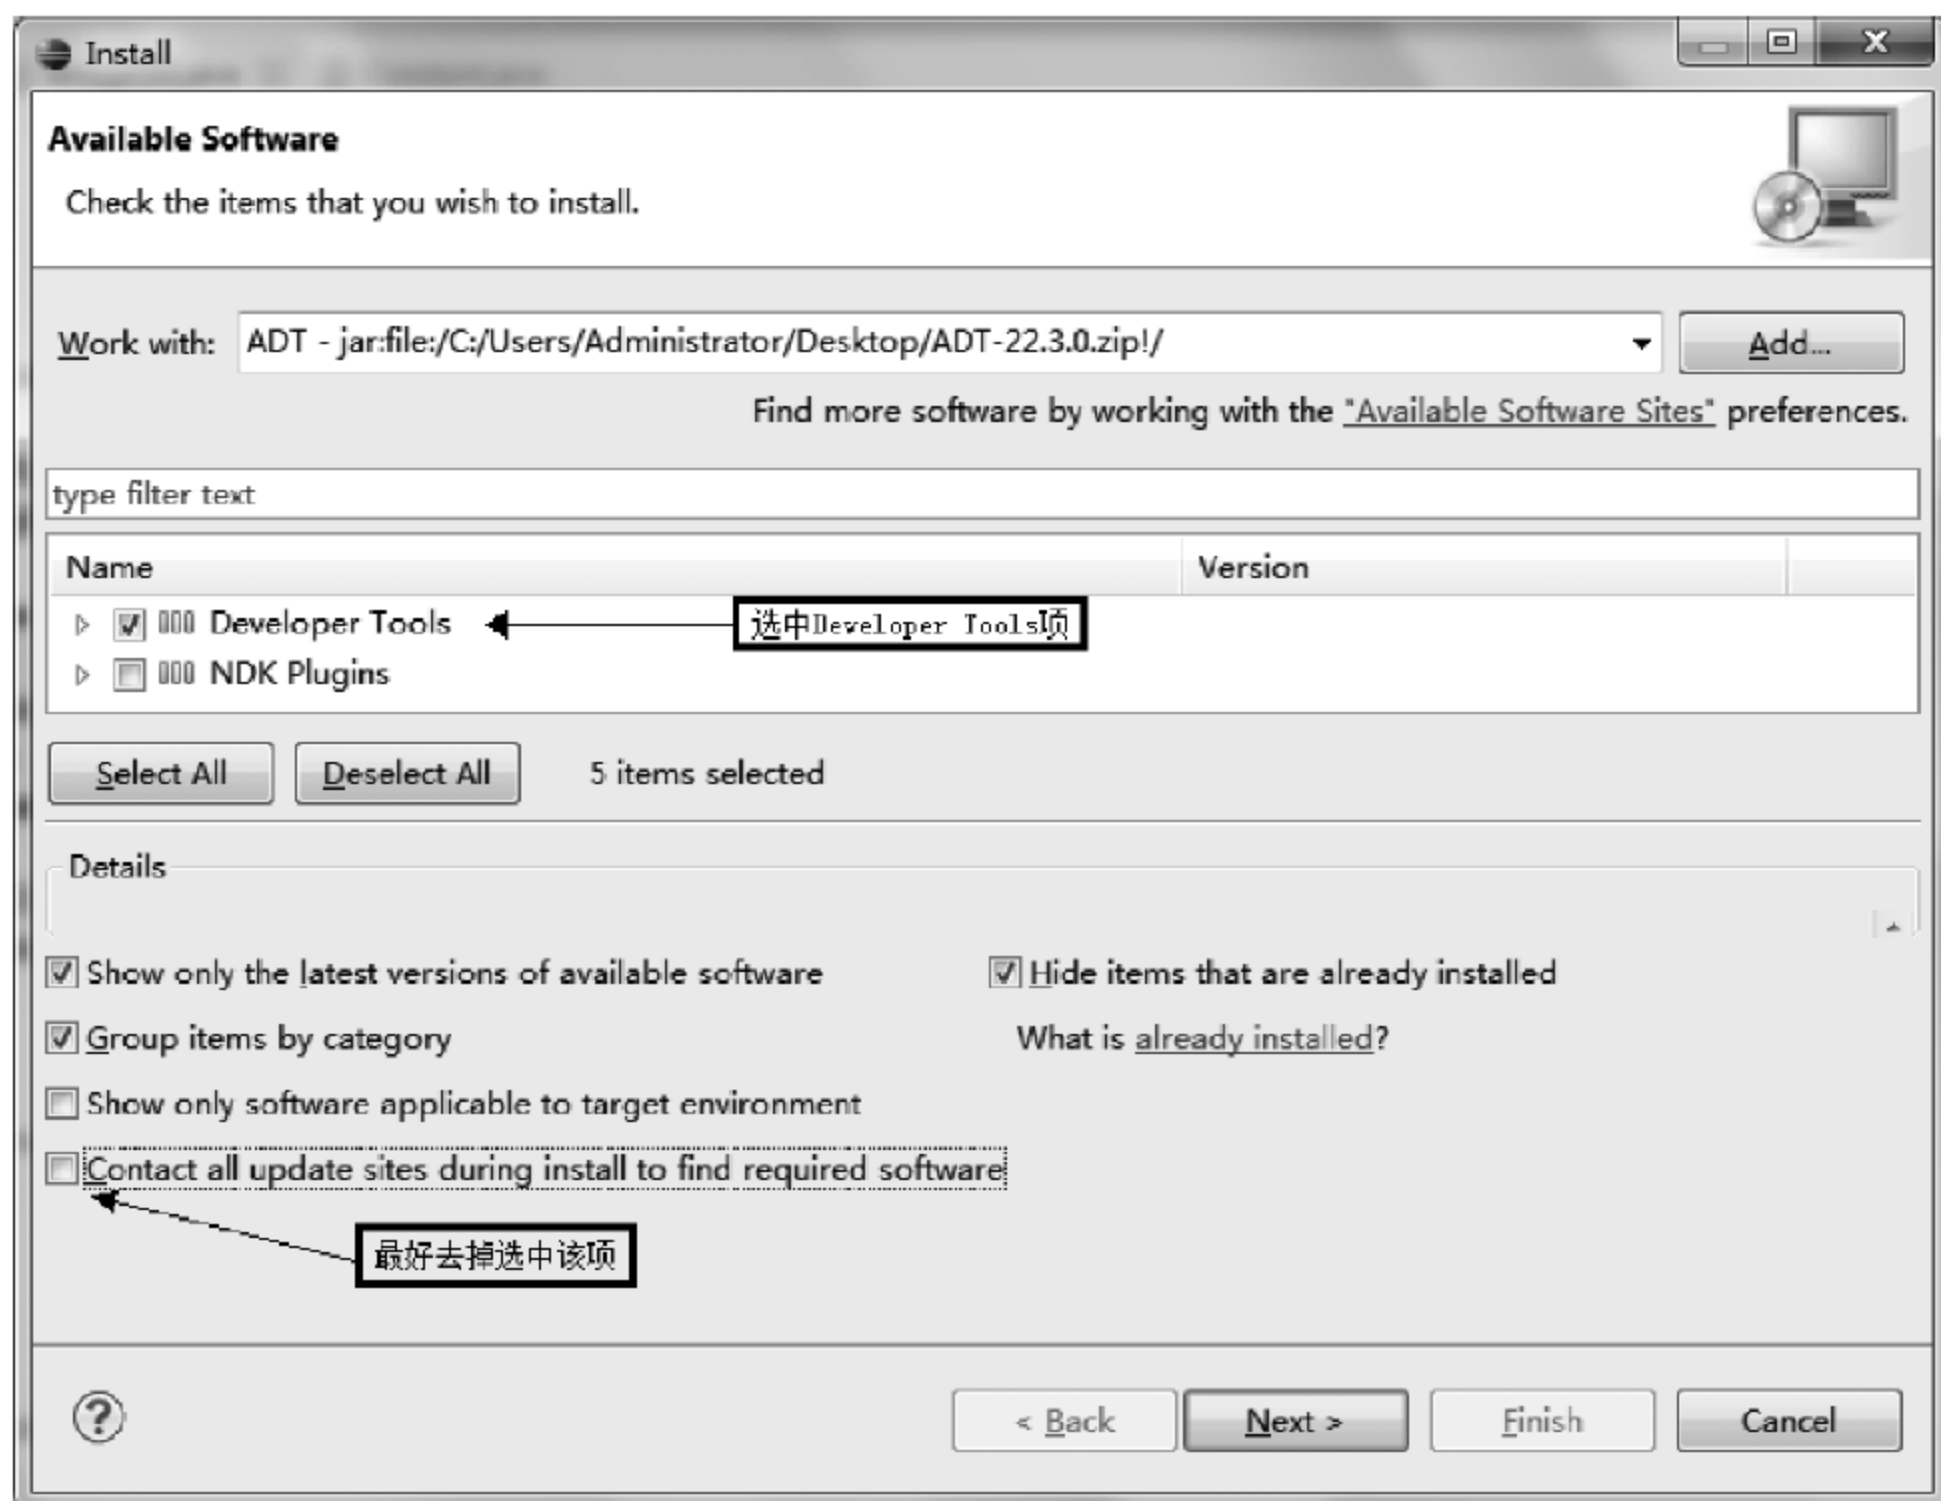 Install
Available Software
Check the items that you wish to install.
Work with: ADT - jar:file:/C:/Users/Administrator/Desktop/ADT-22.3.0.zip!/ Add...
Find more software by working with the "Available Software Sites" preferences.
type filter text
Name Version
Developer Tools 选中Developer Tools项
NDK Plugins
Select All Deselect All 5 items selected
Details
Show only the latest versions of available software Hide items that are already installed
Group items by category What is already installed?
Show only software applicable to target environment
Contact all update sites during install to find required software
最好去掉选中该项
? < Back Next > Finish Cancel